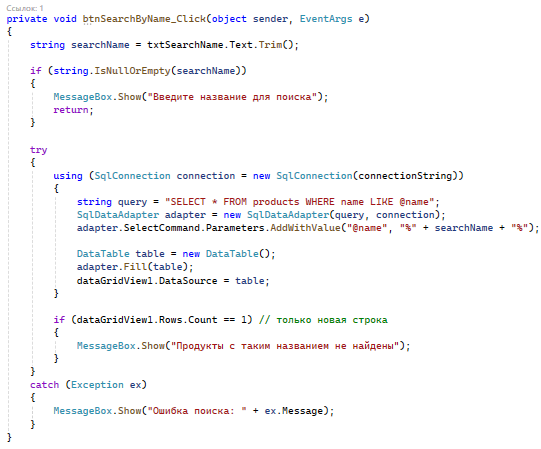 Ссылок: 1
private void btnSearchByName_Click(object sender, EventArgs e)
{
    string searchName = txtSearchName.Text.Trim();

    if (string.IsNullOrEmpty(searchName))
    {
        MessageBox.Show("Введите название для поиска");
        return;
    }

    try
    {
        using (SqlConnection connection = new SqlConnection(connectionString))
        {
            string query = "SELECT * FROM products WHERE name LIKE @name";
            SqlDataAdapter adapter = new SqlDataAdapter(query, connection);
            adapter.SelectCommand.Parameters.AddWithValue("@name", "%" + searchName + "%");

            DataTable table = new DataTable();
            adapter.Fill(table);
            dataGridView1.DataSource = table;
        }

        if (dataGridView1.Rows.Count == 1) // только новая строка
        {
            MessageBox.Show("Продукты с таким названием не найдены");
        }
    }
    catch (Exception ex)
    {
        MessageBox.Show("Ошибка поиска: " + ex.Message);
    }
}